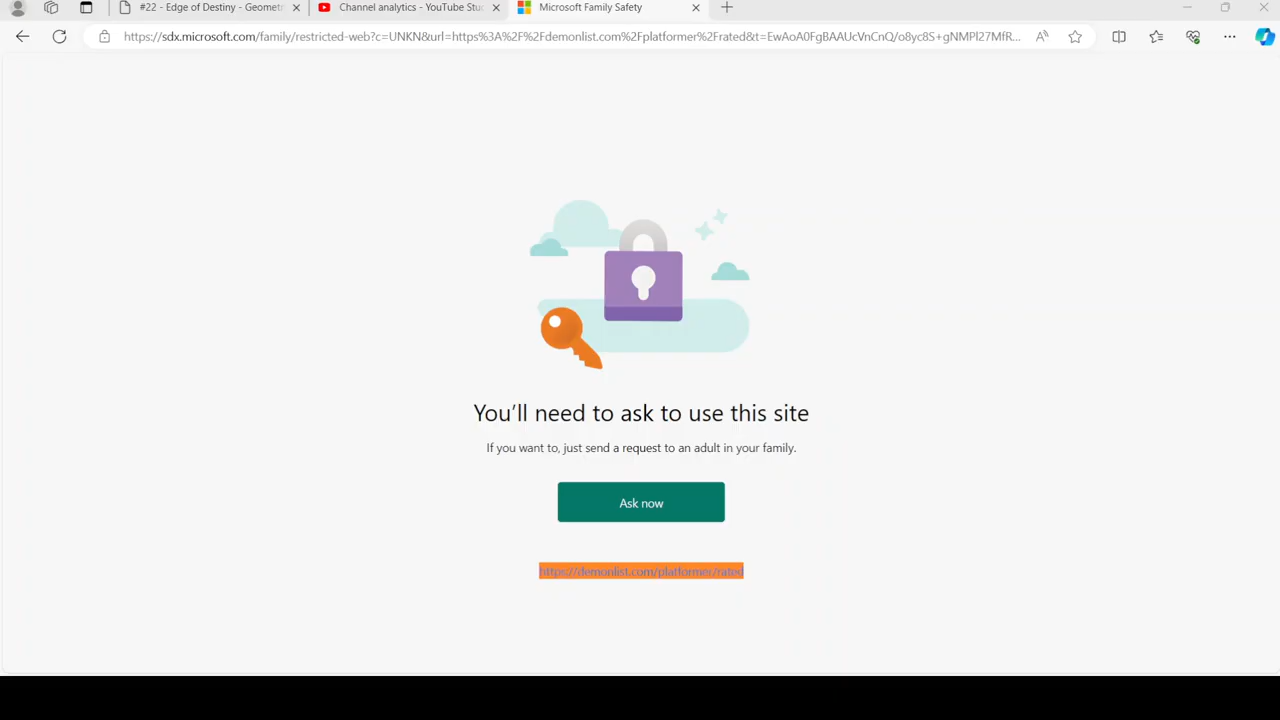 #22 - Edge of Destiny - Geometr
Channel analytics - YouTube Stu
Microsoft Family Safety
https://sdx.microsoft.com/family/restricted-web?c=UNKN&url=https%3A%2F%2Fdemonlist.com%2Fplatformer%2Frated&t=EwAoA0FgBAAUcVnCnQ/o8yc8S+gNMPl27MfR...
You'll need to ask to use this site
If you want to, just send a request to an adult in your family.
Ask now
https://demonlist.com/platformer/rated